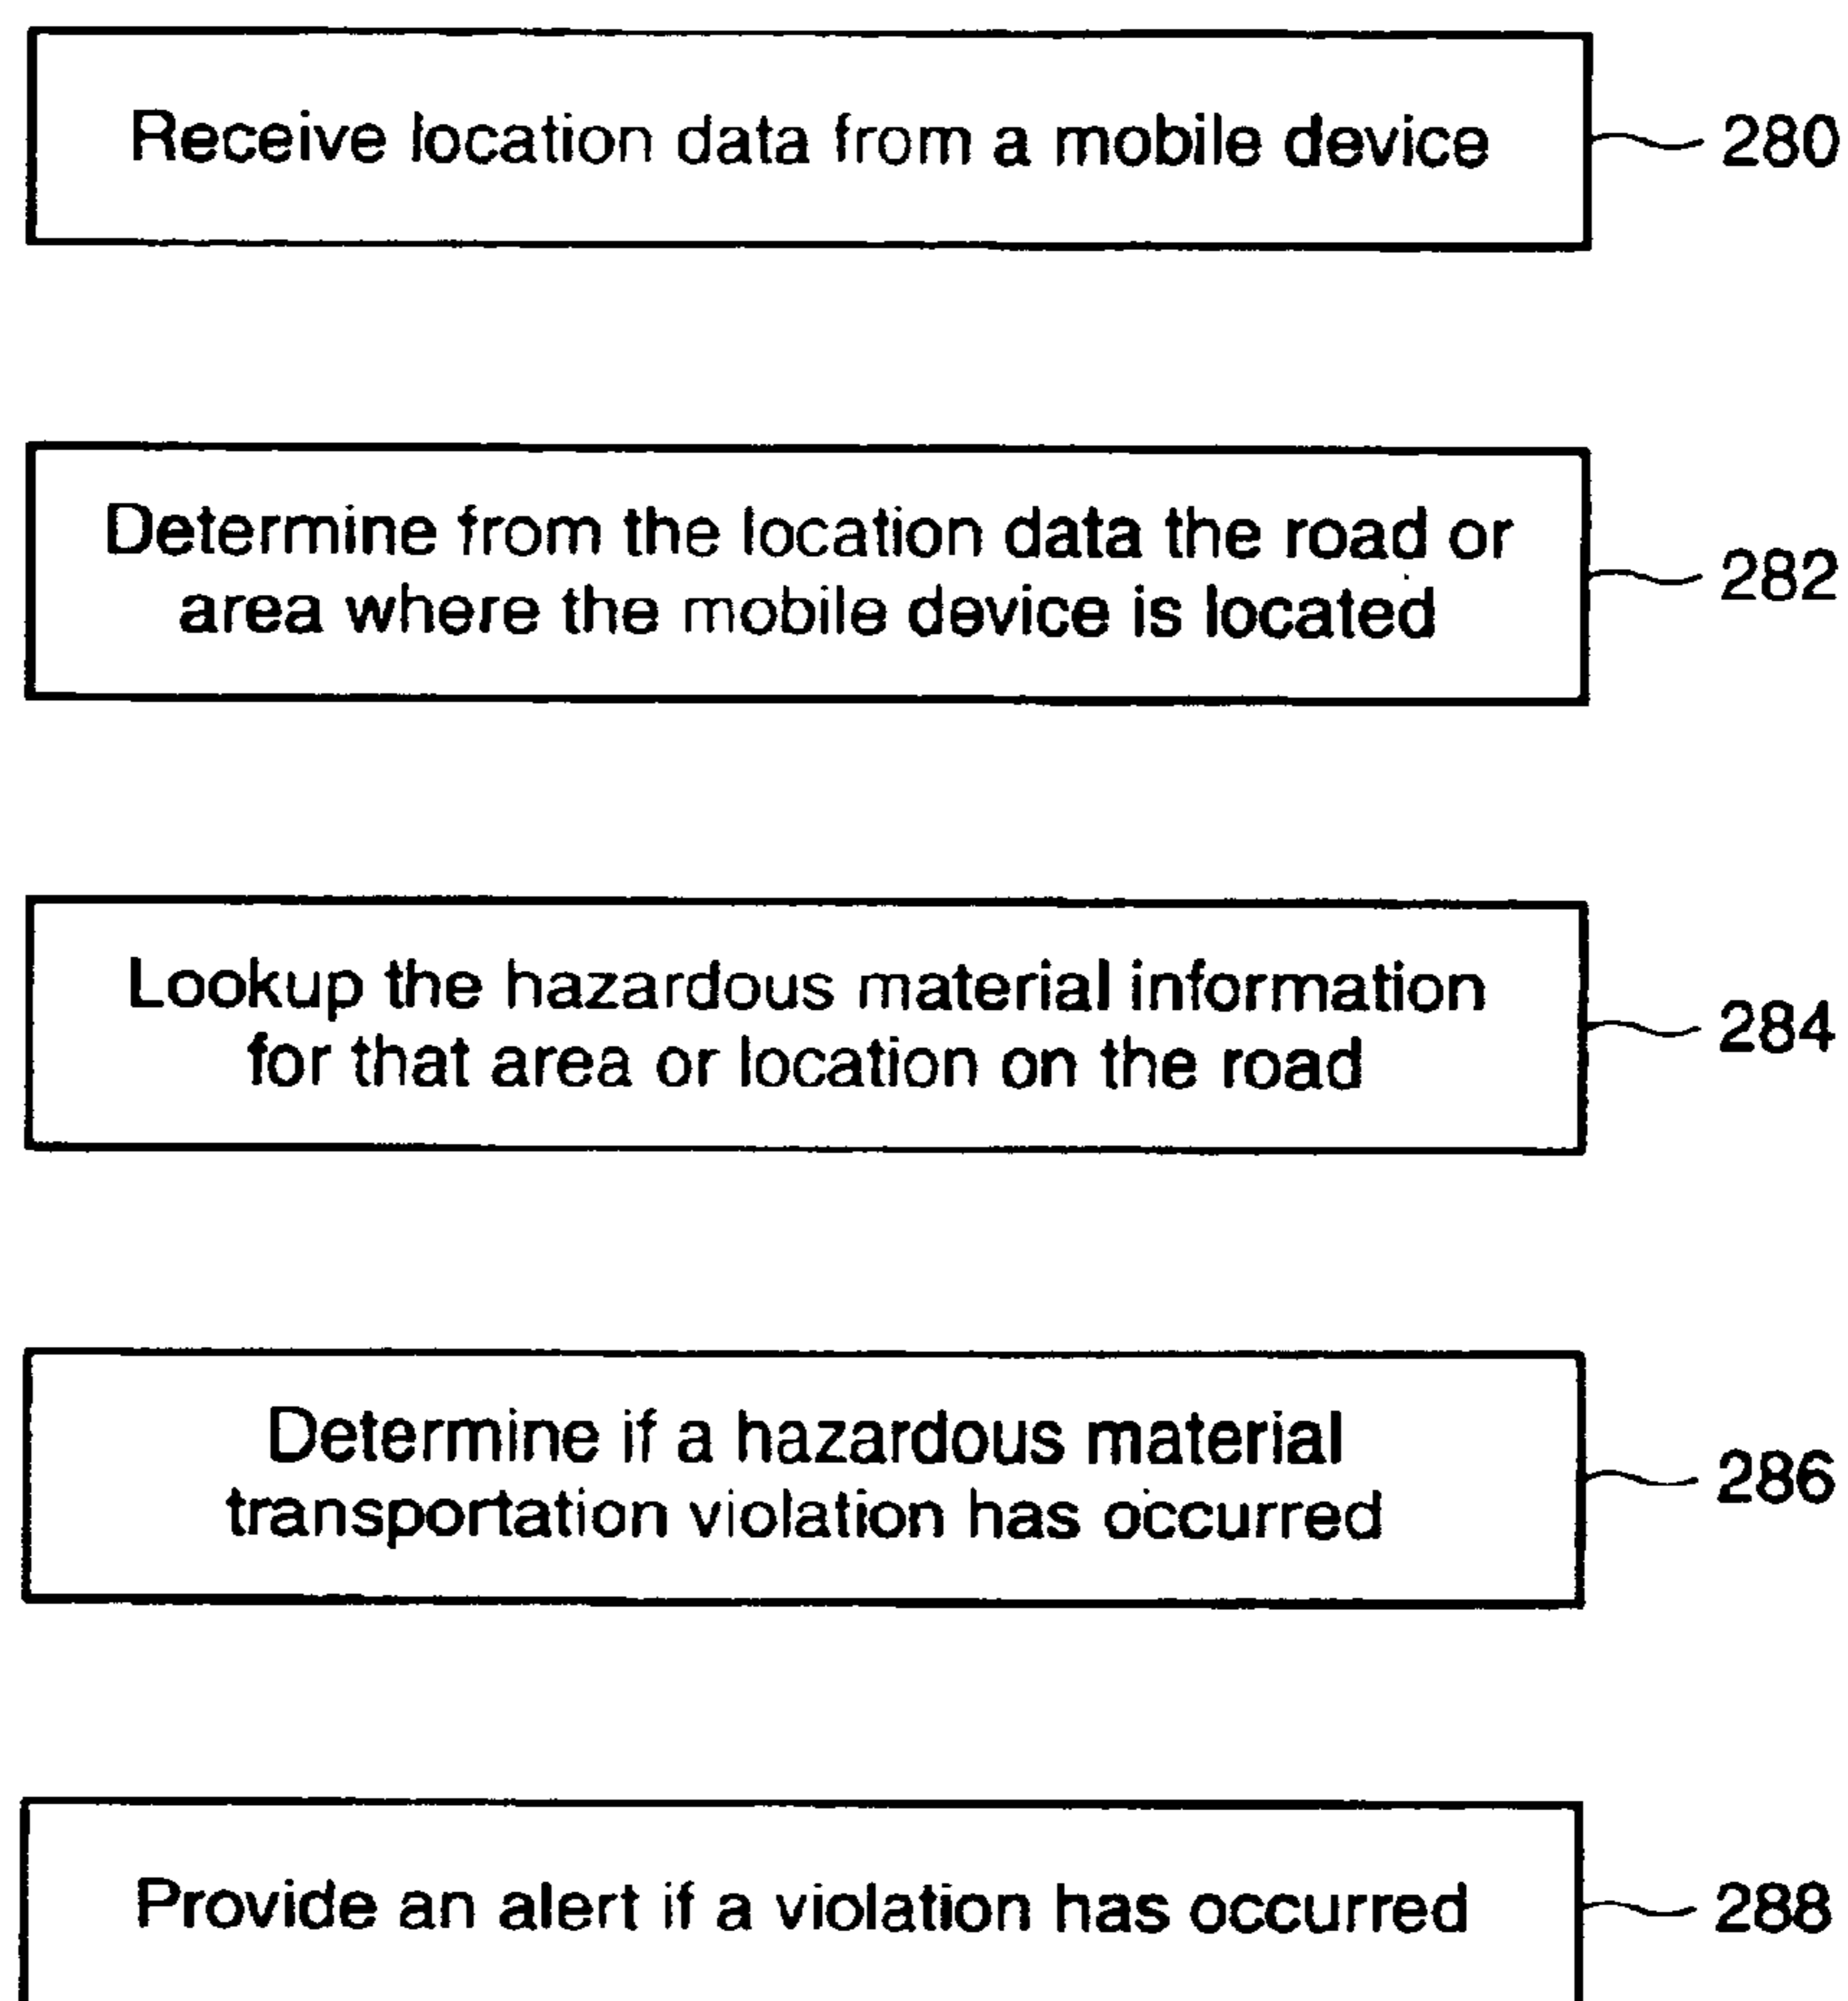 Receive location data from a mobile device
280
Determine from the location data the road or
area where the mobile device is located
282
Lookup the hazardous material information
for that area or location on the road
284
Determine if a hazardous material
transportation violation has occurred
286
Provide an alert if a violation has occurred
288